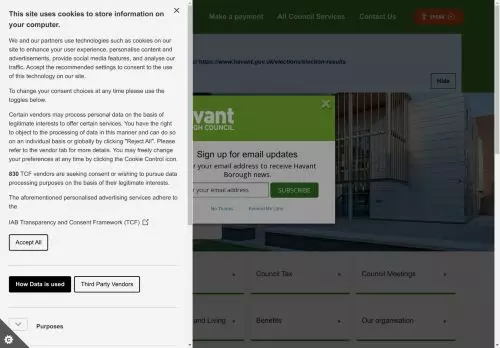 This site uses cookies to store information on
your computer.
We and our partners use technologies such as cookies on
our site to enhance your user experience, personalise content and
advertisements, provide social media features, and analyse our
traffic. Accept the recommended settings to consent to the use
of this technology on our site.
To change your consent choices at any time please use the
toggles below.
Certain vendors may process personal data on the basis of
legitimate interests to offer certain services. You have the right
to object to the processing of data in this manner and can do so
on an individual basis or globally by clicking "Reject All". Please
refer to the vendor tab for more details. You may freely change
your preferences at any time by clicking the Cookie Control icon.
830 TCF vendors are seeking consent or wishing to pursue data
processing purposes on the basis of their legitimate interests.
The aforementioned personalised advertising services adhere to
the
IAB Transparency and Consent Framework (TCF)
Accept All
How Data is used
Third Party Vendors
Purposes
Make a payment
All Council Services
Contact Us
https://www.havant.gov.uk/elections/election-results
Hide
avant
UGH COUNCIL
Sign up for email updates
your email address to receive Havant
Borough news.
your email address
SUBSCRIBE
No Thanks
Remind Me Later
Council Tax
Council Meetings
and Living
Benefits
Our organisation